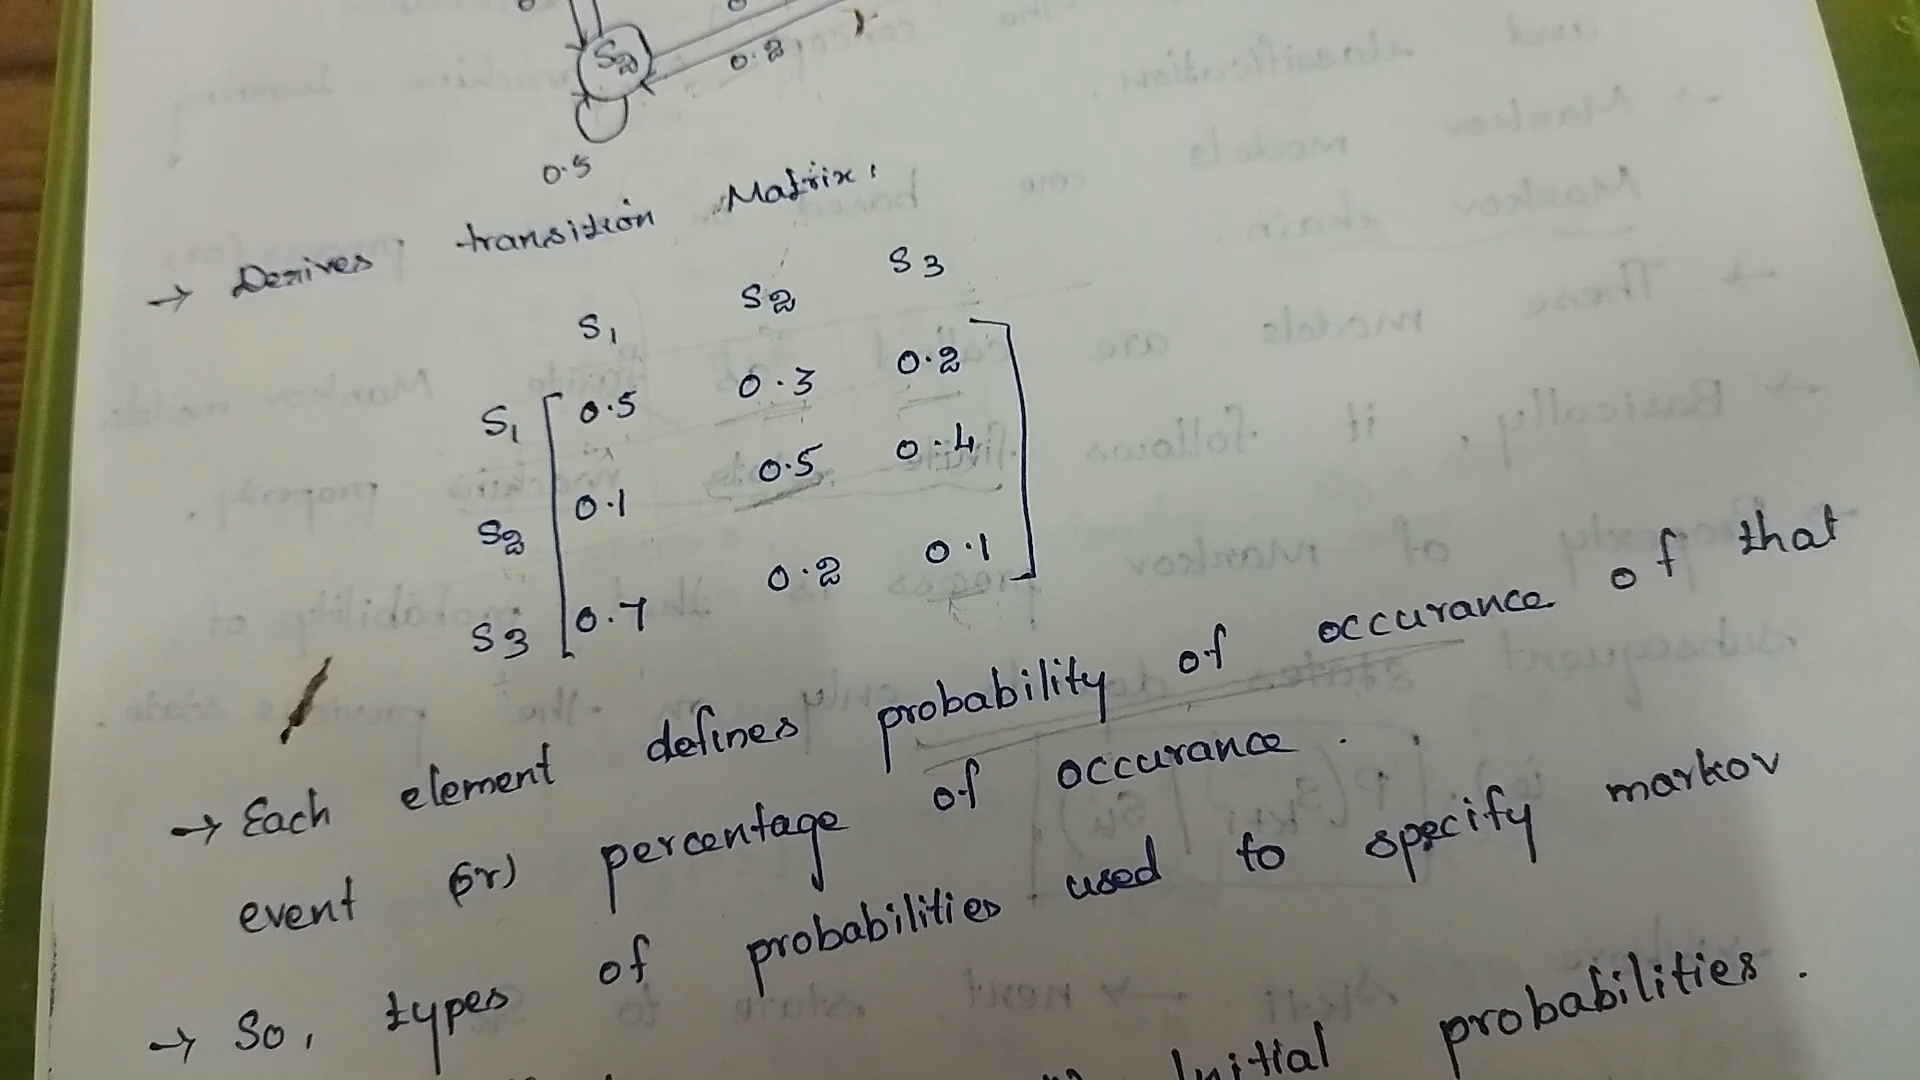 S2
0.2
0.5
→ Derives transition Matrix:
S1 S2 S3
S1 0.5 0.3 0.2
S2 0.1 0.5 0.4
S3 0.7 0.2 0.1
→ Each element defines probability of occurance of that
event (or) percentage of occurance.
→ So, types of probabilities used to specify markov
Initial probabilities.